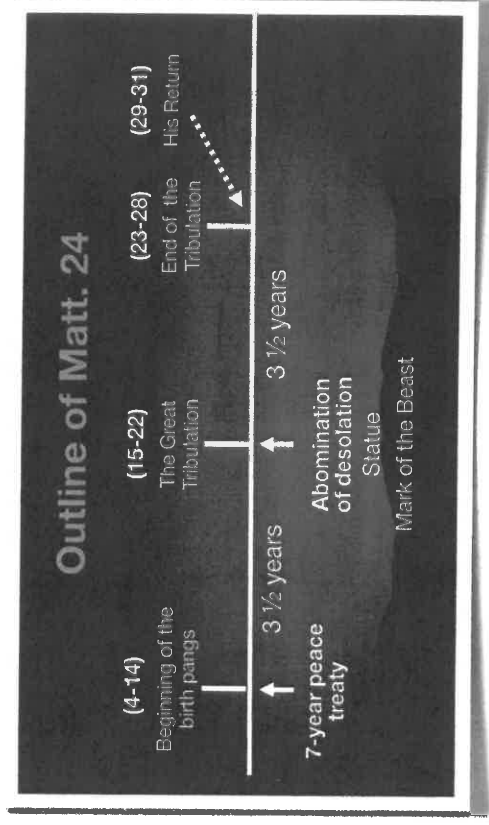 Outline of Matt. 24
(4-14)
Beginning of the
birth pangs
(15-22)
The Great
Tribulation
(23-28)
End of the
Tribulation
(29-31)
His Return
3 ½ years
3 ½ years
7-year peace
treaty
Abomination
of desolation
Statue
Mark of the Beast